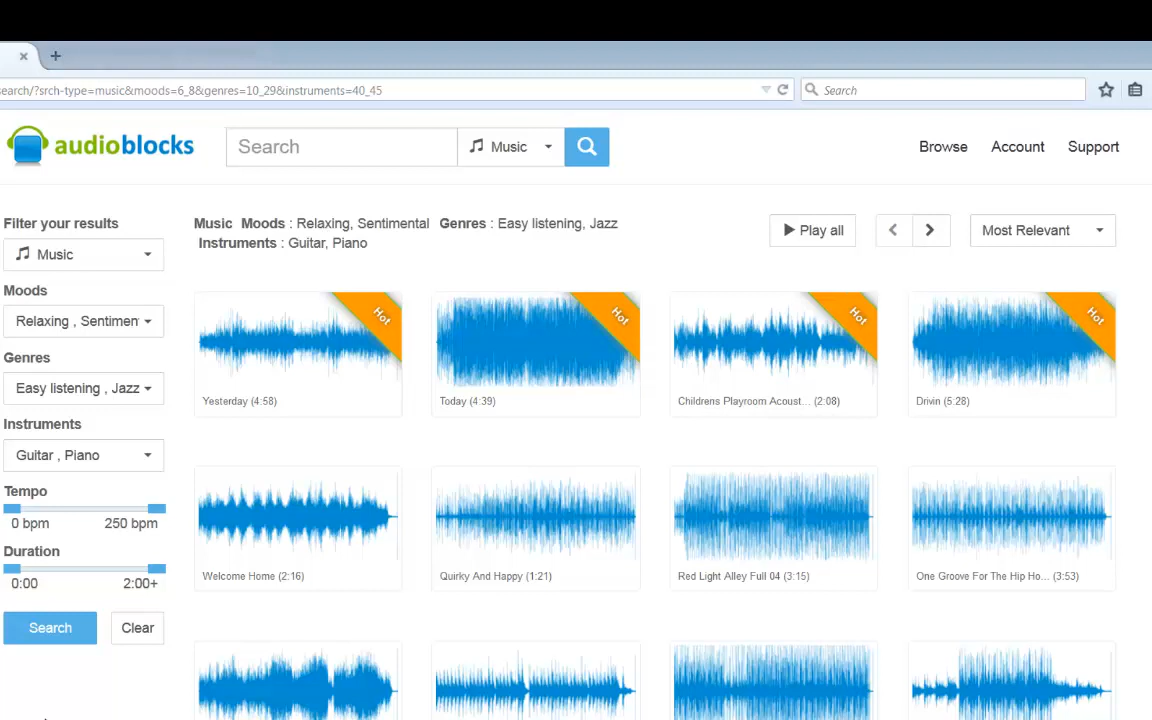 search/?srch-type=music&moods=6_8&genres=10_29&instruments=40_45
Search
audioblocks
Search
Music
Browse
Account
Support
Filter your results
Music
Moods
Relaxing , Sentimen
Genres
Easy listening , Jazz
Instruments
Guitar , Piano
Tempo
0 bpm 250 bpm
Duration
0:00 2:00+
Search
Clear
Music Moods : Relaxing, Sentimental Genres : Easy listening, Jazz
Instruments : Guitar, Piano
Play all
Most Relevant
Hot
Hot
Hot
Hot
Yesterday (4:58)
Today (4:39)
Childrens Playroom Acoust... (2:08)
Drivin (5:28)
Welcome Home (2:16)
Quirky And Happy (1:21)
Red Light Alley Full 04 (3:15)
One Groove For The Hip Ho... (3:53)